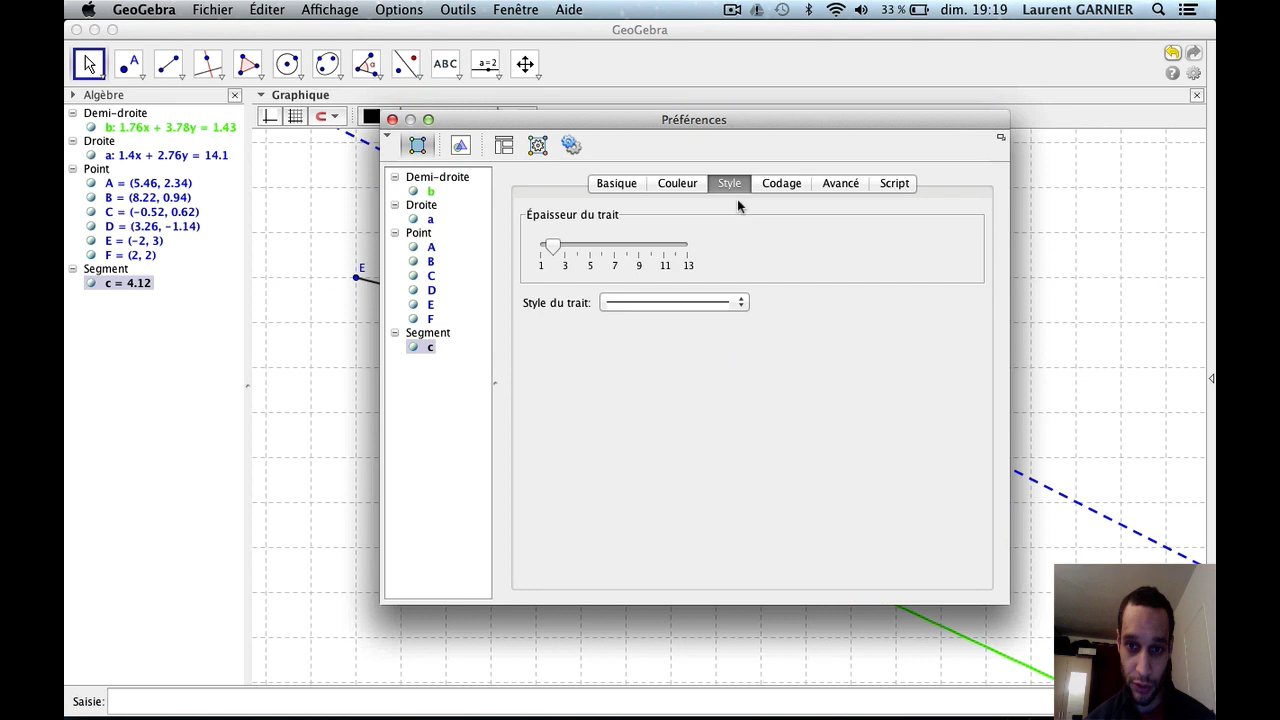 GeoGebra Fichier Éditer Affichage Options Outils Fenêtre Aide 33 % dim. 19:19 Laurent GARNIER
GeoGebra
A ABC a=2
Algèbre
Graphique
Demi-droite
b: 1.76x + 3.78y = 1.43
Droite
a: 1.4x + 2.76y = 14.1
Point
A = (5.46, 2.34)
B = (8.22, 0.94)
C = (-0.52, 0.62)
D = (3.26, -1.14)
E = (-2, 3)
F = (2, 2)
Segment
c = 4.12
E
Préférences
Demi-droite
b
Droite
a
Point
A
B
C
D
E
F
Segment
c
Basique Couleur Style Codage Avancé Script
Épaisseur du trait
1 3 5 7 9 11 13
Style du trait:
Saisie: